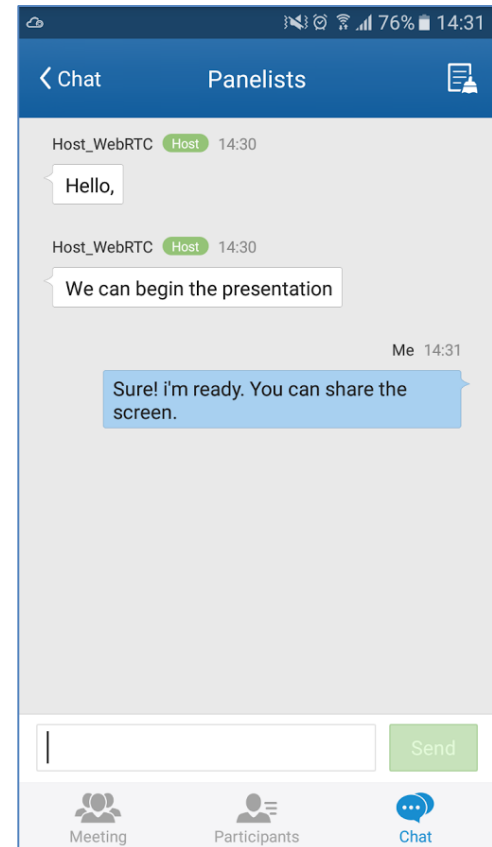 76% 14:31
Chat Panelists
Host_WebRTC Host 14:30
Hello,
Host_WebRTC Host 14:30
We can begin the presentation
Me 14:31
Sure! i'm ready. You can share the
screen.
Send
Meeting Participants Chat